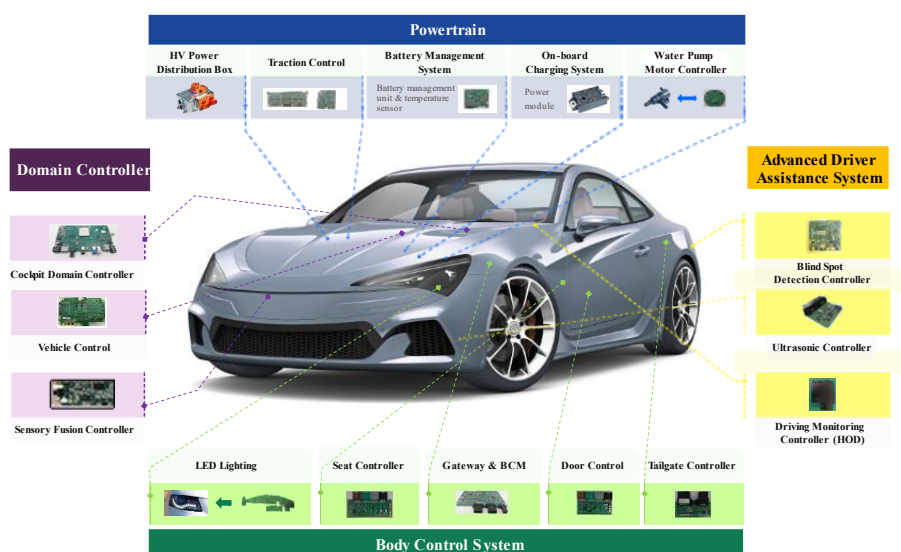 Powertrain
HV Power
Distribution Box
Traction Control
Battery Management
System
Battery management
unit & temperature
sensor
On-board
Charging System
Power
module
Water Pump
Motor Controller
Domain Controller
Cockpit Domain Controller
Vehicle Control
Sensory Fusion Controller
Advanced Driver
Assistance System
Blind Spot
Detection Controller
Ultrasonic Controller
Driving Monitoring
Controller (HOD)
LED Lighting
Seat Controller
Gateway & BCM
Door Control
Tailgate Controller
Body Control System